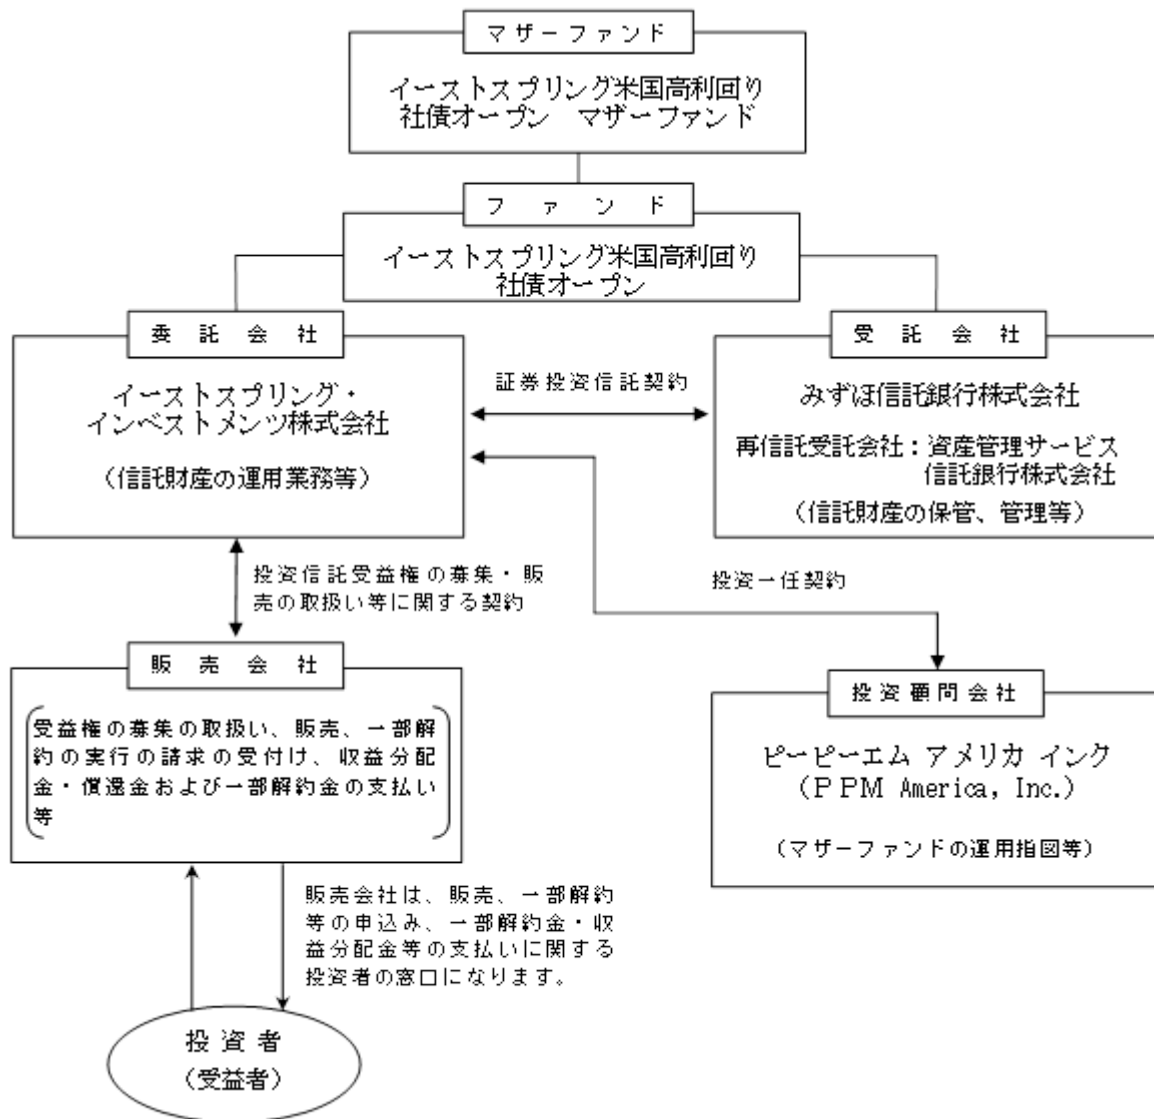 マザーファンド
イーストスプリング米国高利回り
社債オープン　マザーファンド
ファンド
イーストスプリング米国高利回り
社債オープン
委託会社
イーストスプリング・
インベストメンツ株式会社
（信託財産の運用業務等）
証券投資信託契約
受託会社
みずほ信託銀行株式会社
再信託受託会社：資産管理サービス
信託銀行株式会社
（信託財産の保管、管理等）
投資信託受益権の募集・販
売の取扱い等に関する契約
投資一任契約
販売会社
受益権の募集の取扱い、販売、一部解
約の実行の請求の受付け、収益分配
金・償還金および一部解約金の支払い
等
投資顧問会社
ピーピーエム アメリカ インク
（ＰＰＭ America, Inc.）
（マザーファンドの運用指図等）
販売会社は、販売、一部解約
等の申込み、一部解約金・収
益分配金等の支払いに関する
投資者の窓口になります。
投資者
（受益者）